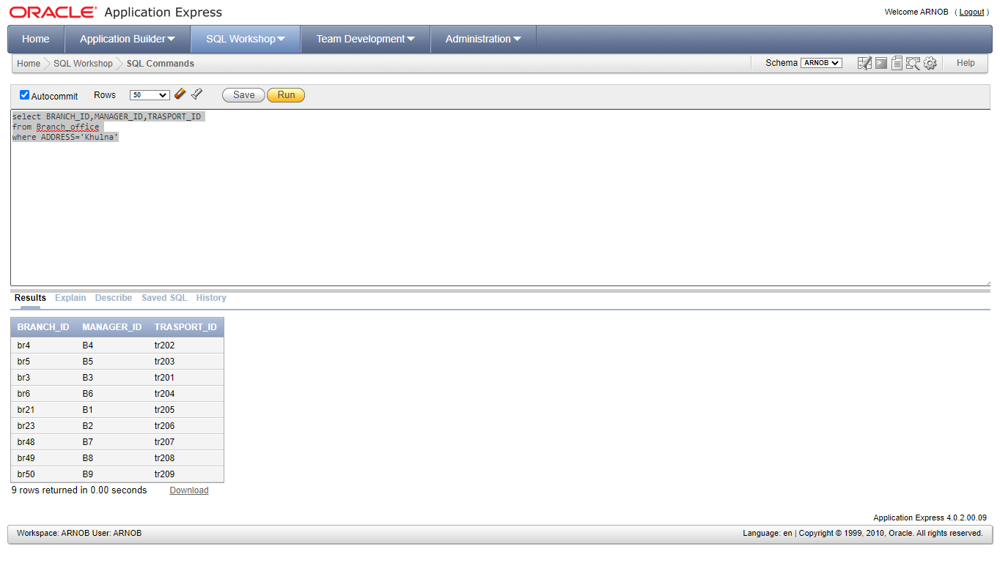 ORACLE Application Express
Welcome ARNOB ( Logout )
Home Application Builder SQL Workshop Team Development Administration
Home SQL Workshop SQL Commands Schema ARNOB Help
Autocommit Rows 50 Save Run
select BRANCH_ID,MANAGER_ID,TRASPORT_ID
from Branch_office
where ADDRESS='Khulna'
Results Explain Describe Saved SQL History
BRANCH_ID MANAGER_ID TRASPORT_ID
br4 B4 tr202
br5 B5 tr203
br3 B3 tr201
br6 B6 tr204
br21 B1 tr205
br23 B2 tr206
br48 B7 tr207
br49 B8 tr208
br50 B9 tr209
9 rows returned in 0.00 seconds Download
Application Express 4.0.2.00.09
Workspace: ARNOB User: ARNOB Language: en | Copyright © 1999, 2010, Oracle. All rights reserved.